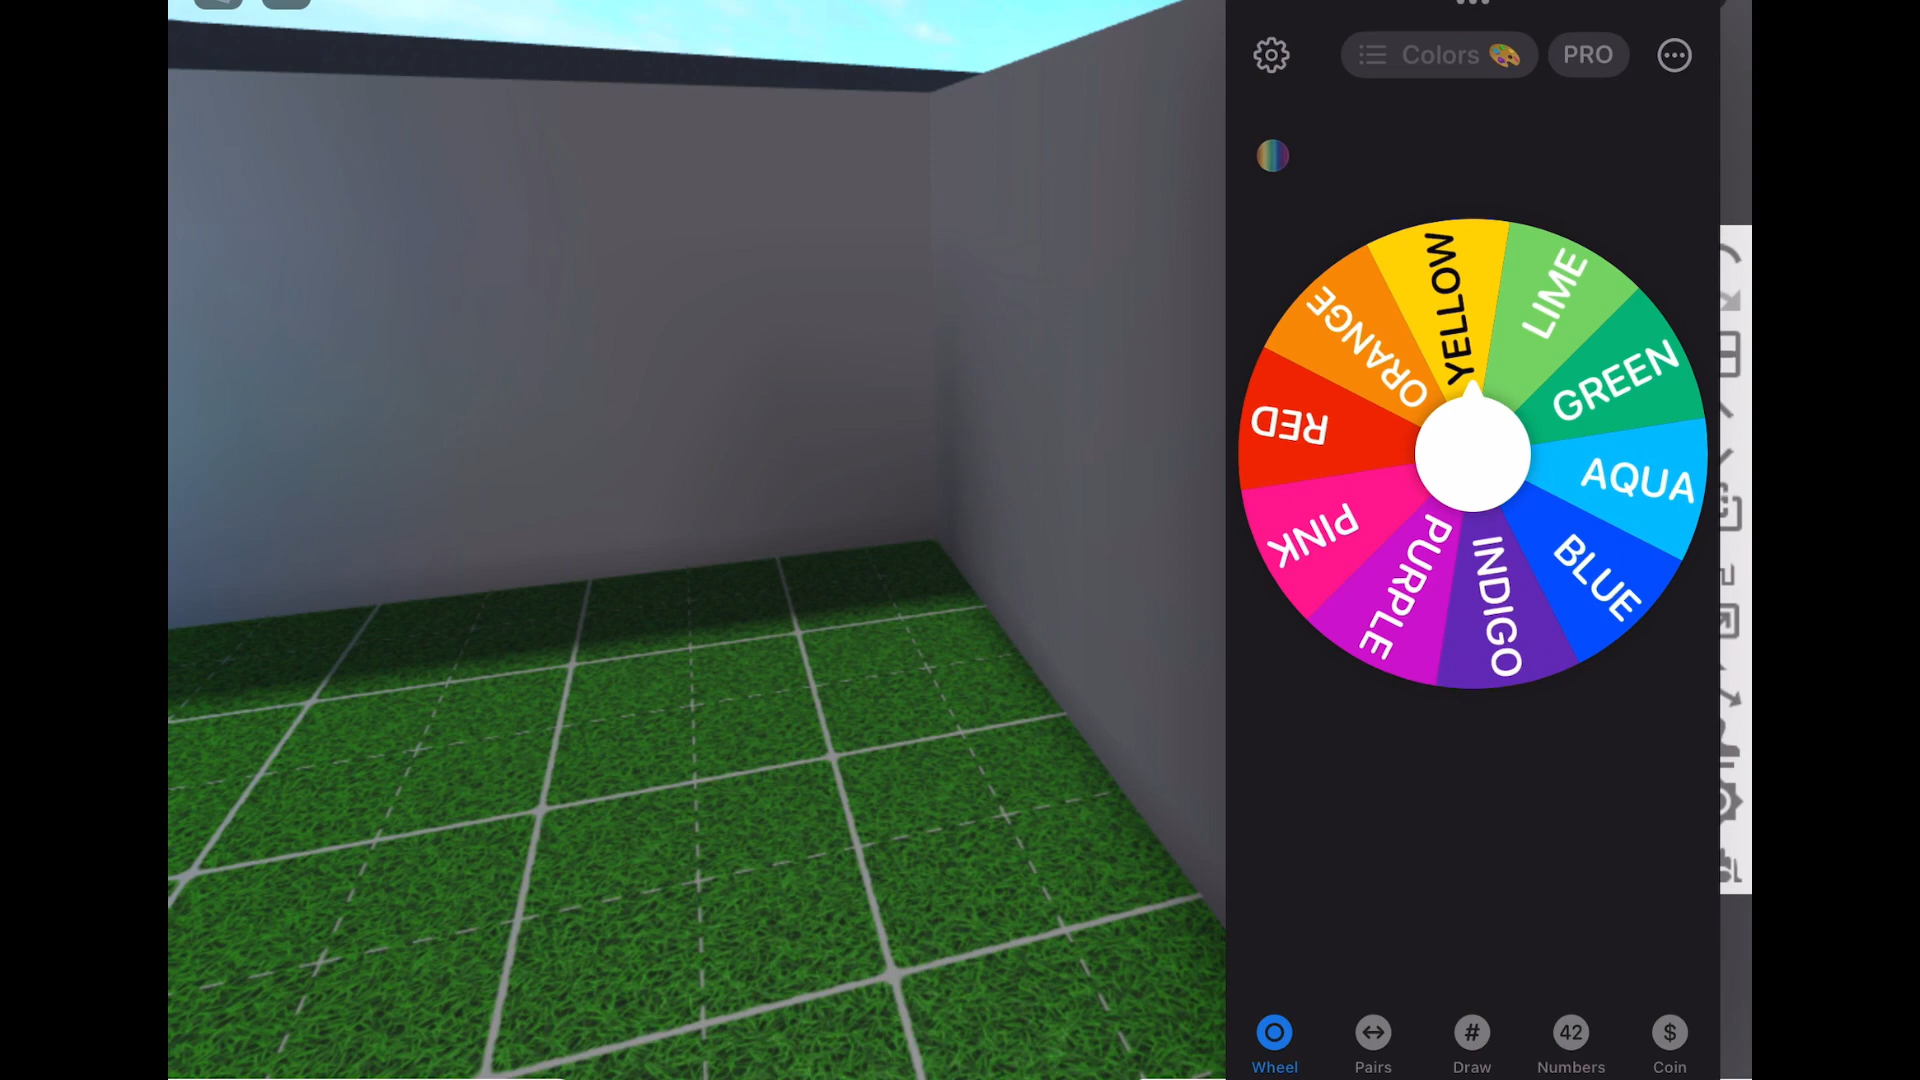 Colors
PRO
YELLOW
LIME
ORANGE
GREEN
RED
AQUA
PINK
BLUE
PURPLE
INDIGO
#
42
$
Wheel
Pairs
Draw
Numbers
Coin